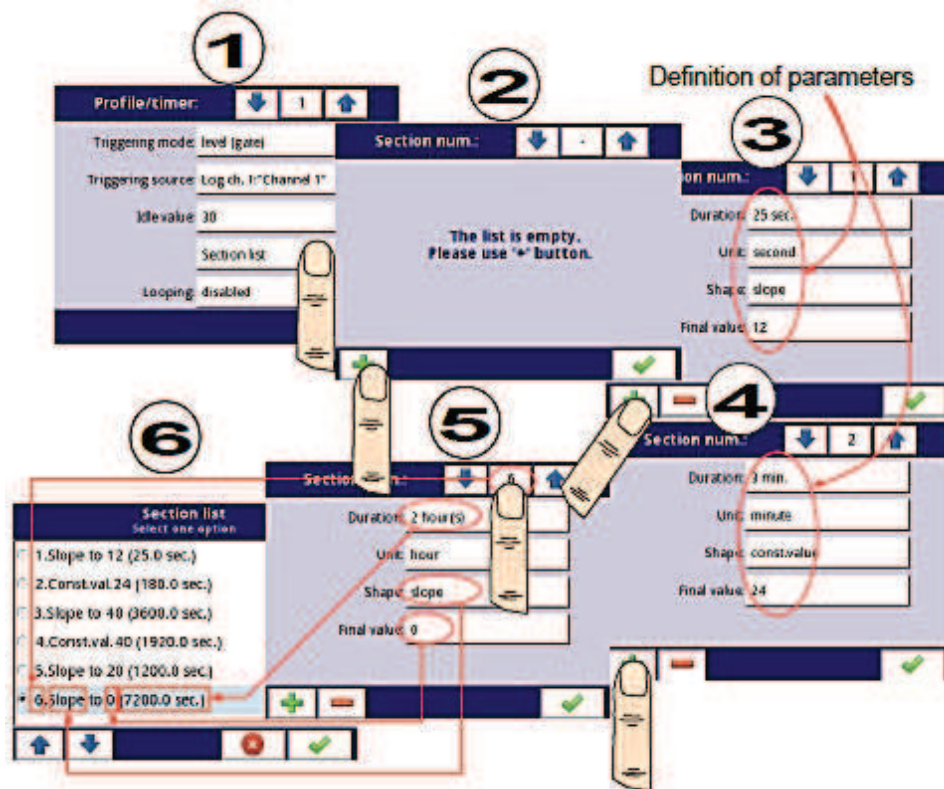 1
Profile/timer: 1
Triggering mode: level (gate)
Triggering source: Log ch. 1:"Channel 1"
Idle value: 30
Section list
Looping: disabled
2
Section num.: -
The list is empty.
Please use '+' button.
Definition of parameters
3
on num.: 1
Duration: 25 sec.
Unit: second
Shape: slope
Final value: 12
4
Section num.: 2
Duration: 3 min.
Unit: minute
Shape: const.value
Final value: 24
5
Section num.: 6
Duration: 2 hour(s)
Unit: hour
Shape: slope
Final value: 0
6
Section list
Select one option
1.Slope to 12 (25.0 sec.)
2.Const.val.24 (180.0 sec.)
3.Slope to 40 (3600.0 sec.)
4.Const.val.40 (1920.0 sec.)
5.Slope to 20 (1200.0 sec.)
6.Slope to 0 (7200.0 sec.)